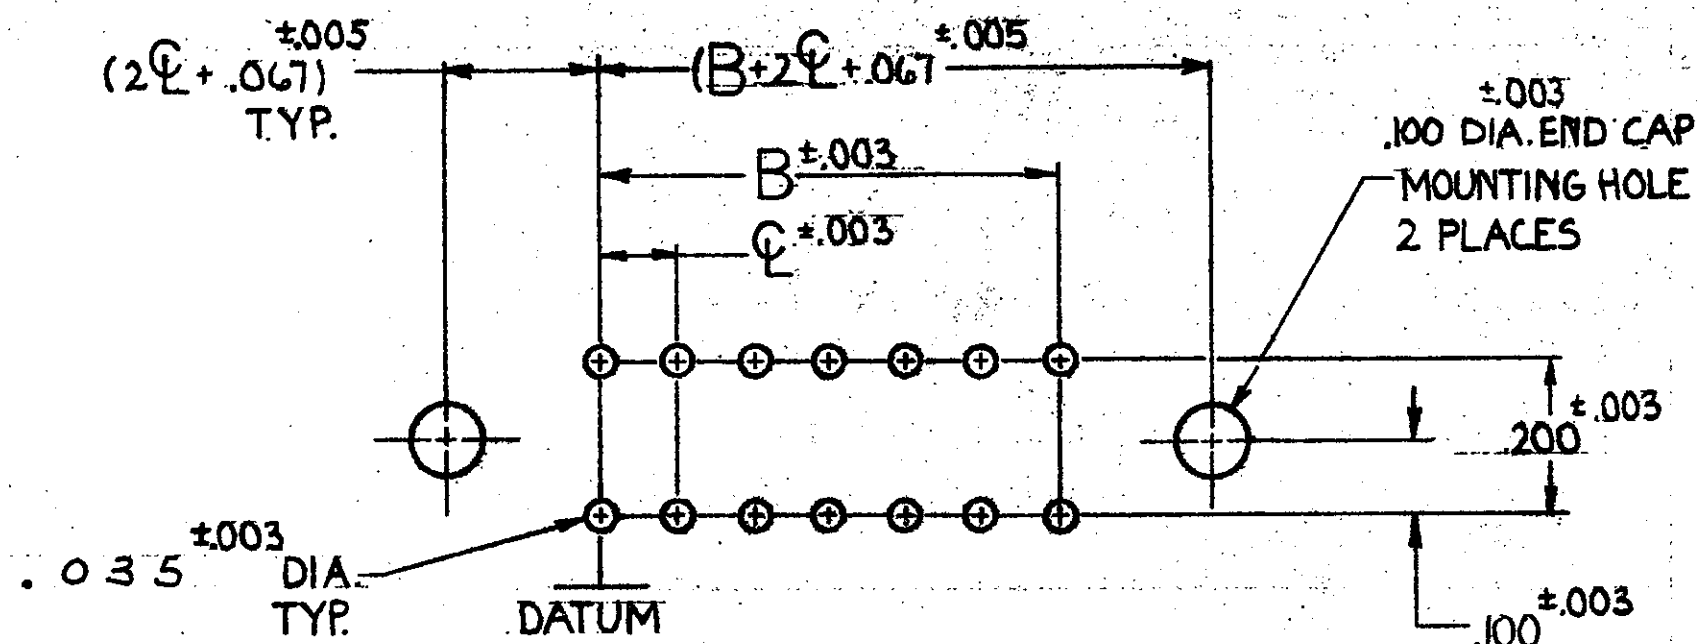 ±.005
(2℄ + .067)
TYP.
±.005
(B+2℄ +.067
±.003
.100 DIA. END CAP
MOUNTING HOLE
2 PLACES
B ±.003
℄ ±.003
.200 ±.003
±.003
.035 DIA.
TYP.
DATUM
.100 ±.003